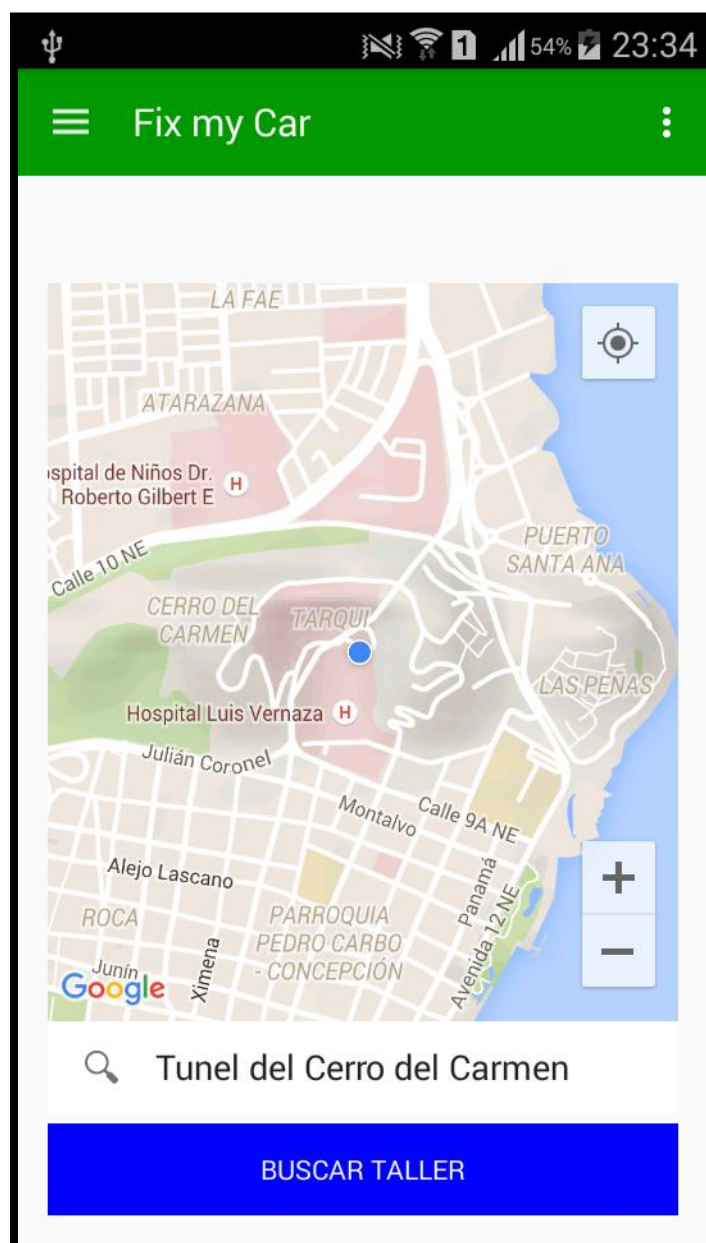 1 54% 23:34
Fix my Car
LA FAE
ATARAZANA
ospital de Niños Dr.
Roberto Gilbert E
H
PUERTO
SANTA ANA
Calle 10 NE
CERRO DEL
CARMEN
TARQUI
LAS PEÑAS
Hospital Luis Vernaza H
Julián Coronel
Montalvo
Calle 9A NE
Alejo Lascano
Panamá
ROCA
PARROQUIA
PEDRO CARBO
- CONCEPCIÓN
Avenida 12 NE
Junín
Ximena
Google
Tunel del Cerro del Carmen
BUSCAR TALLER